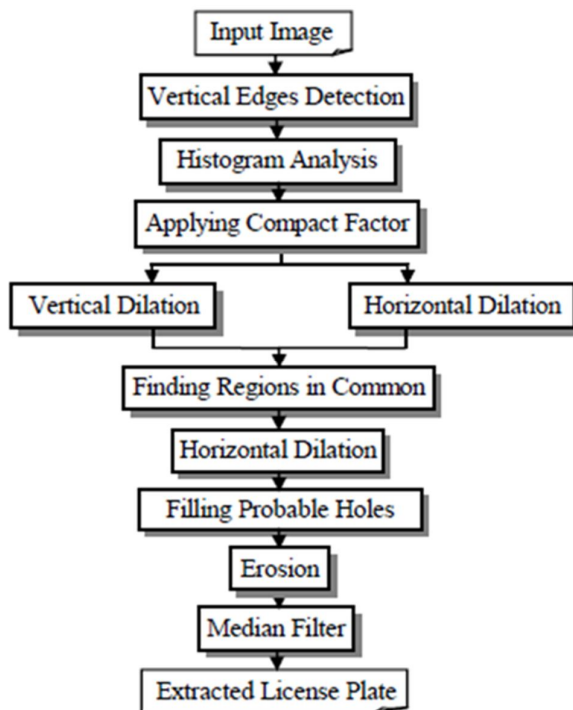 Input Image
Vertical Edges Detection
Histogram Analysis
Applying Compact Factor
Vertical Dilation
Horizontal Dilation
Finding Regions in Common
Horizontal Dilation
Filling Probable Holes
Erosion
Median Filter
Extracted License Plate